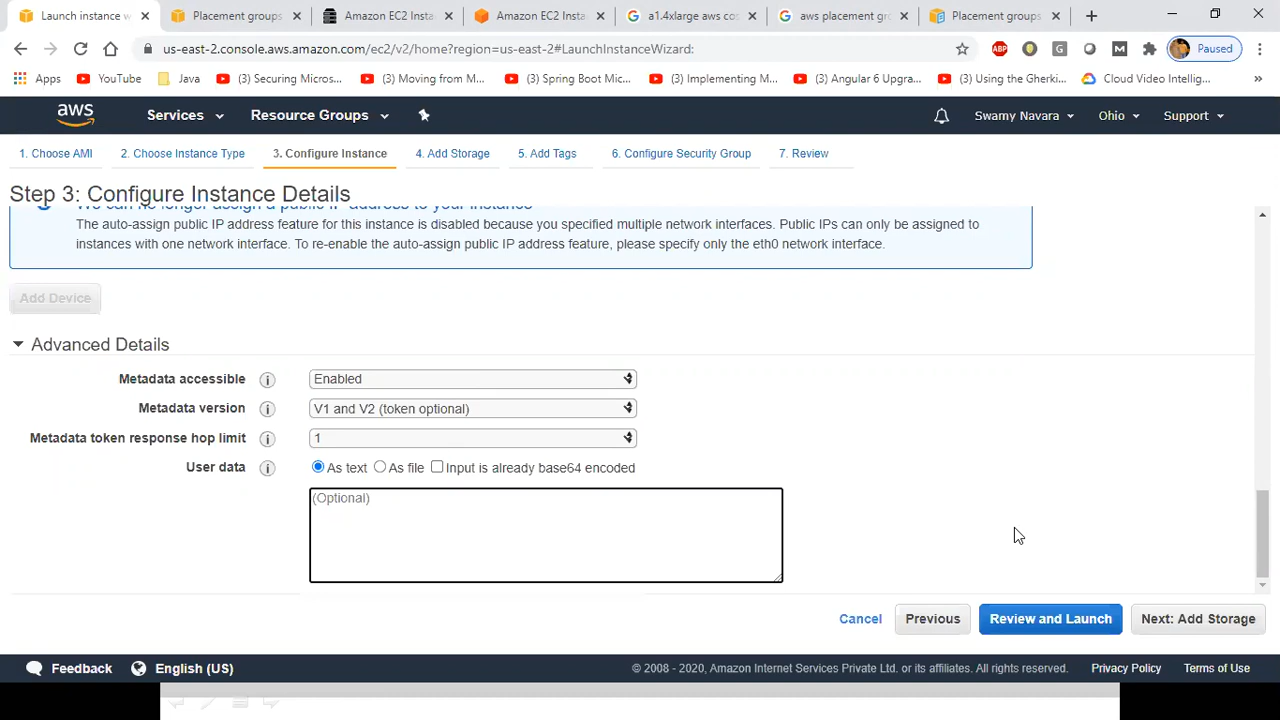 Launch instance w
Placement groups
Amazon EC2 Insta
Amazon EC2 Insta
a1.4xlarge aws cos
aws placement gr
Placement groups
us-east-2.console.aws.amazon.com/ec2/v2/home?region=us-east-2#LaunchInstanceWizard:
ABP
G
M
Paused
Apps
YouTube
Java
(3) Securing Micros...
(3) Moving from M...
(3) Spring Boot Mic...
(3) Implementing M...
(3) Angular 6 Upgra...
(3) Using the Gherki...
Cloud Video Intellig...
»
aws
Services
Resource Groups
Swamy Navara
Ohio
Support
1. Choose AMI
2. Choose Instance Type
3. Configure Instance
4. Add Storage
5. Add Tags
6. Configure Security Group
7. Review
Step 3: Configure Instance Details
We can no longer assign a public IP address to your instance
The auto-assign public IP address feature for this instance is disabled because you specified multiple network interfaces. Public IPs can only be assigned to
instances with one network interface. To re-enable the auto-assign public IP address feature, please specify only the eth0 network interface.
Add Device
Advanced Details
Metadata accessible
Enabled
Metadata version
V1 and V2 (token optional)
Metadata token response hop limit
1
User data
As text
As file
Input is already base64 encoded
(Optional)
Cancel
Previous
Review and Launch
Next: Add Storage
Feedback
English (US)
© 2008 - 2020, Amazon Internet Services Private Ltd. or its affiliates. All rights reserved.
Privacy Policy
Terms of Use